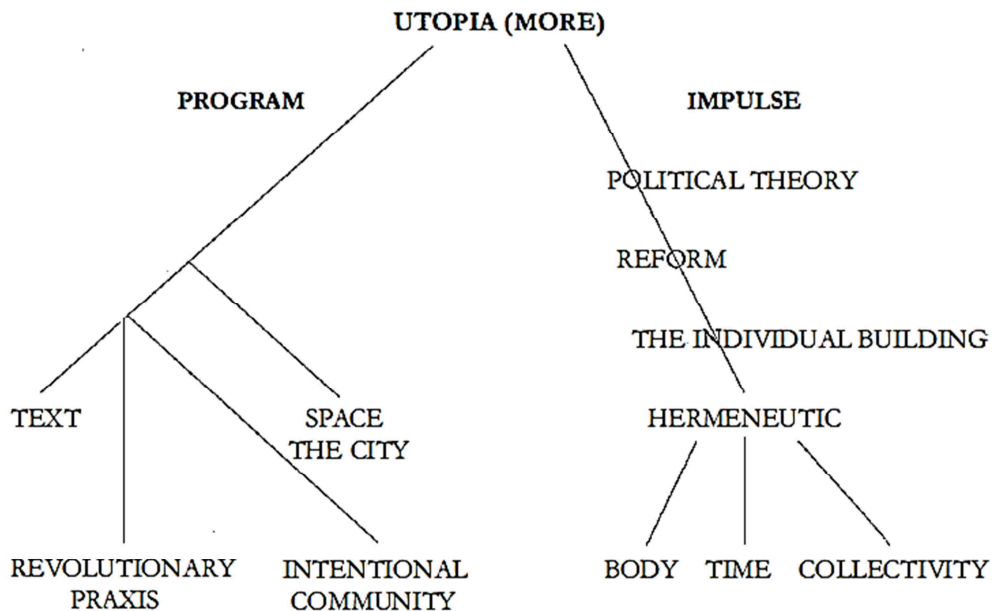 UTOPIA (MORE)
PROGRAM
IMPULSE
POLITICAL THEORY
REFORM
THE INDIVIDUAL BUILDING
TEXT
SPACE
THE CITY
HERMENEUTIC
REVOLUTIONARY
PRAXIS
INTENTIONAL
COMMUNITY
BODY
TIME
COLLECTIVITY